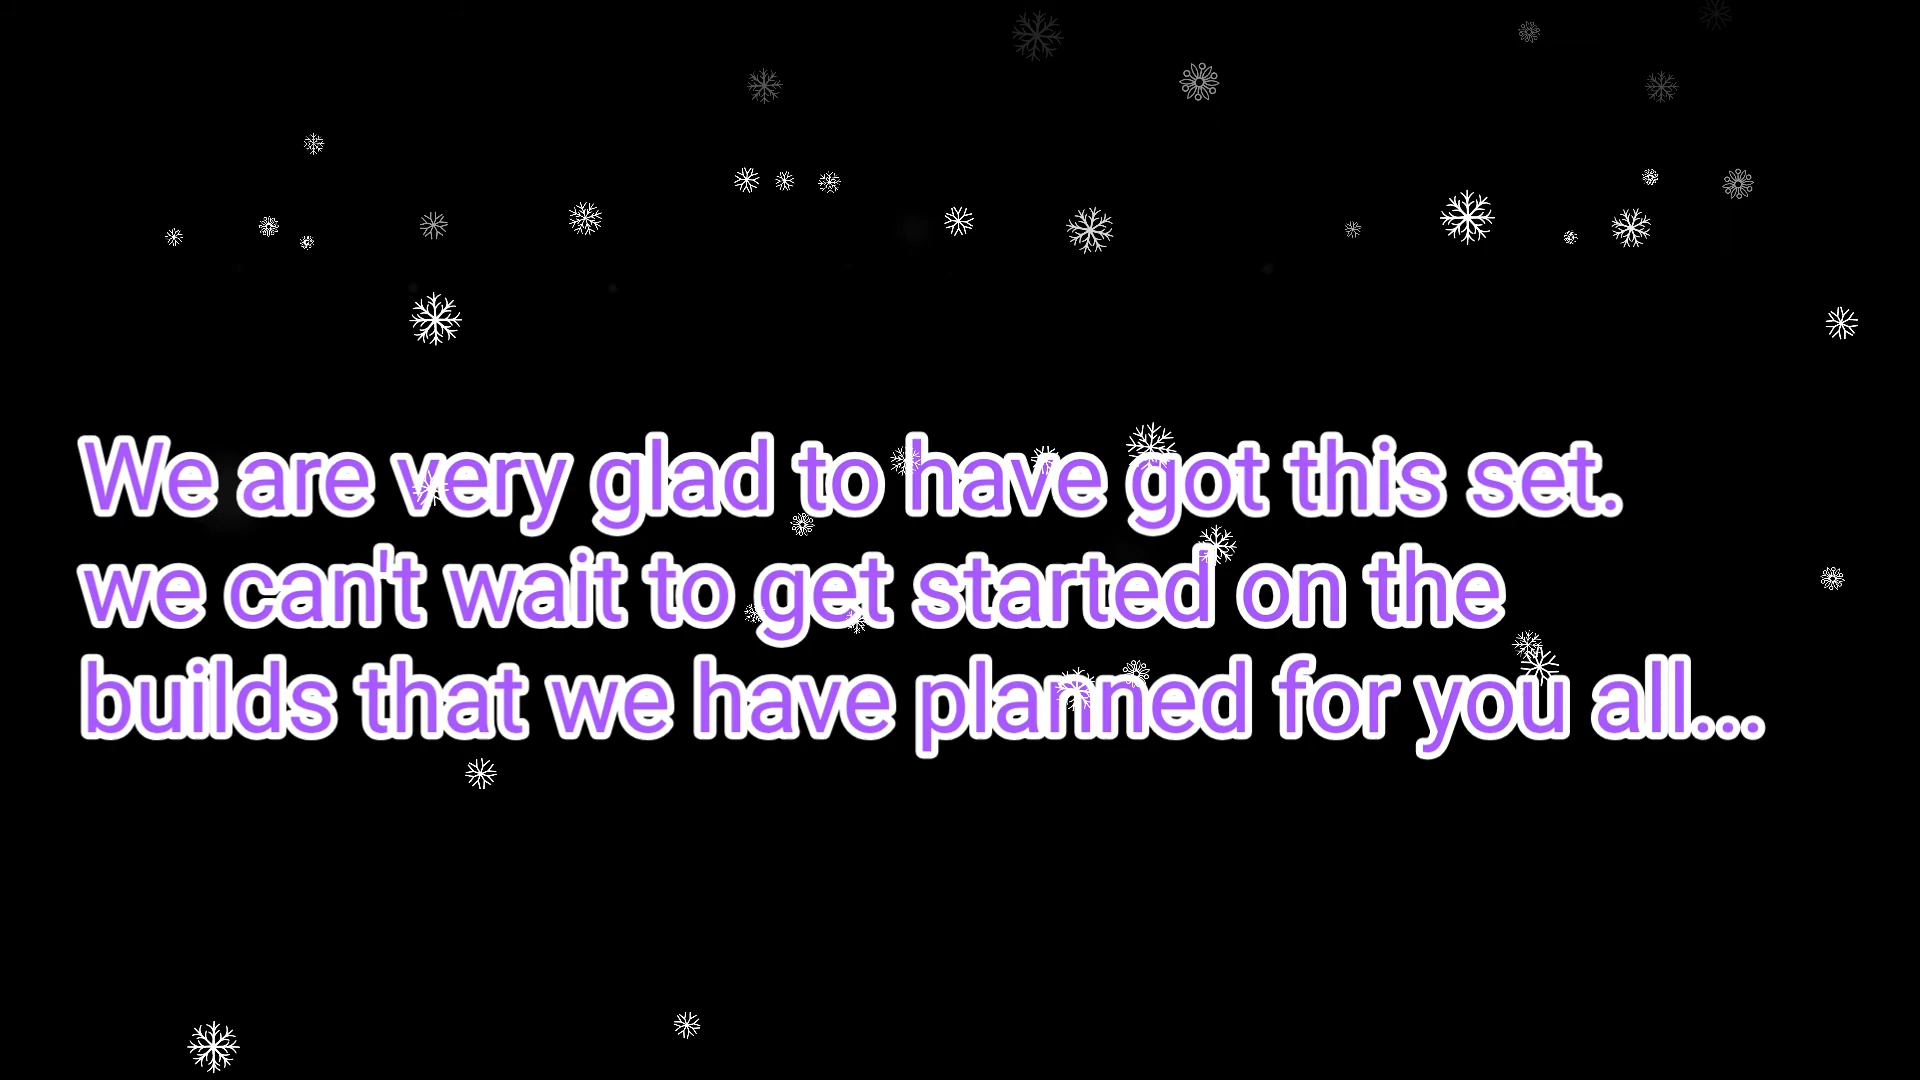 We are very glad to have got this set.
we can't wait to get started on the
builds that we have planned for you all...